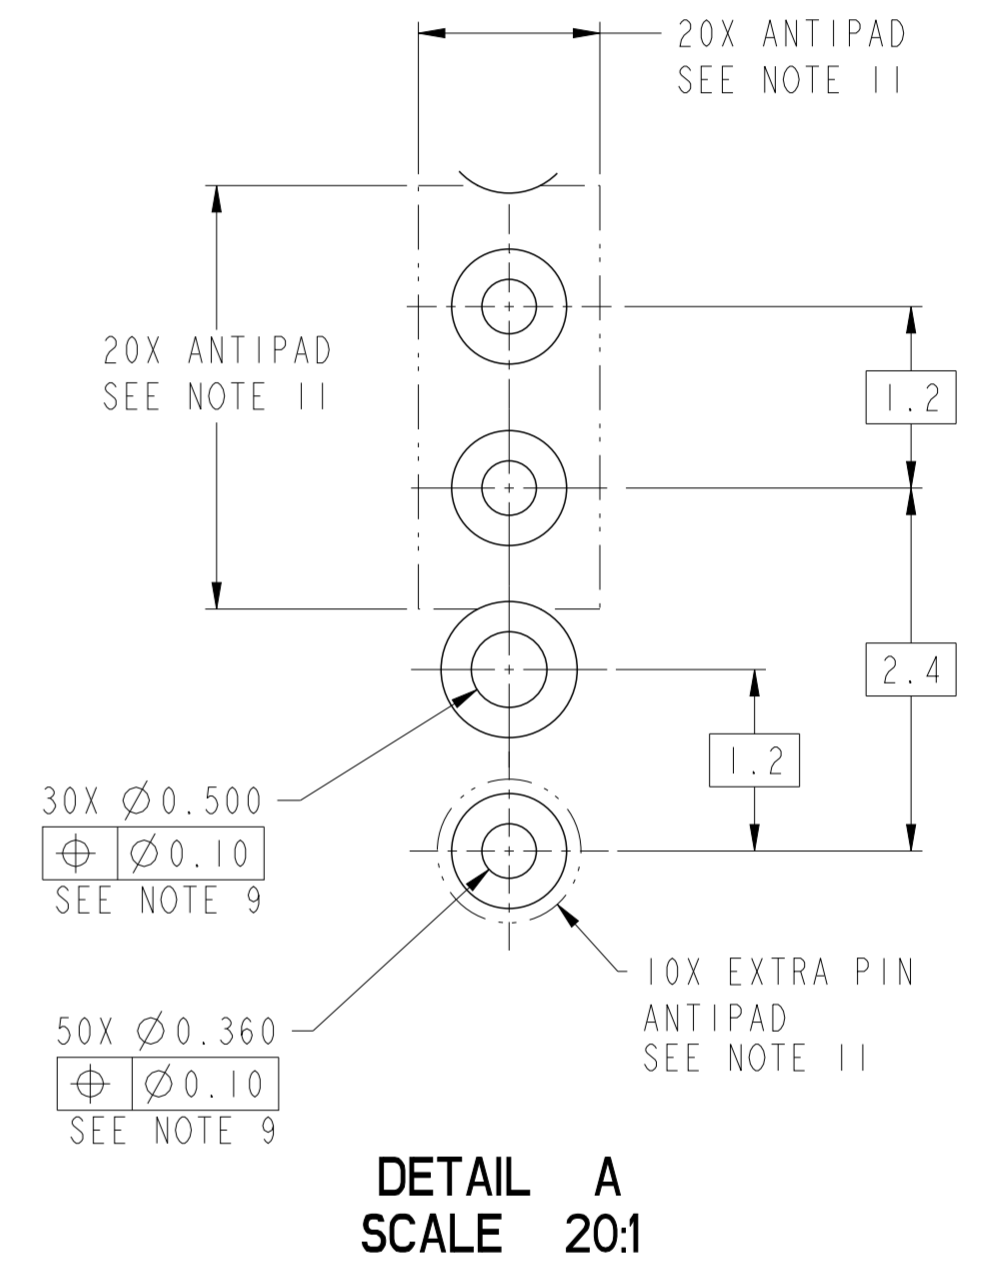 20X ANTIPAD
SEE NOTE 11
20X ANTIPAD
SEE NOTE 11
1.2
2.4
1.2
30X Ø0.500
⌖ Ø0.10
SEE NOTE 9
10X EXTRA PIN
ANTIPAD
SEE NOTE 11
50X Ø0.360
⌖ Ø0.10
SEE NOTE 9
DETAIL A
SCALE 20:1